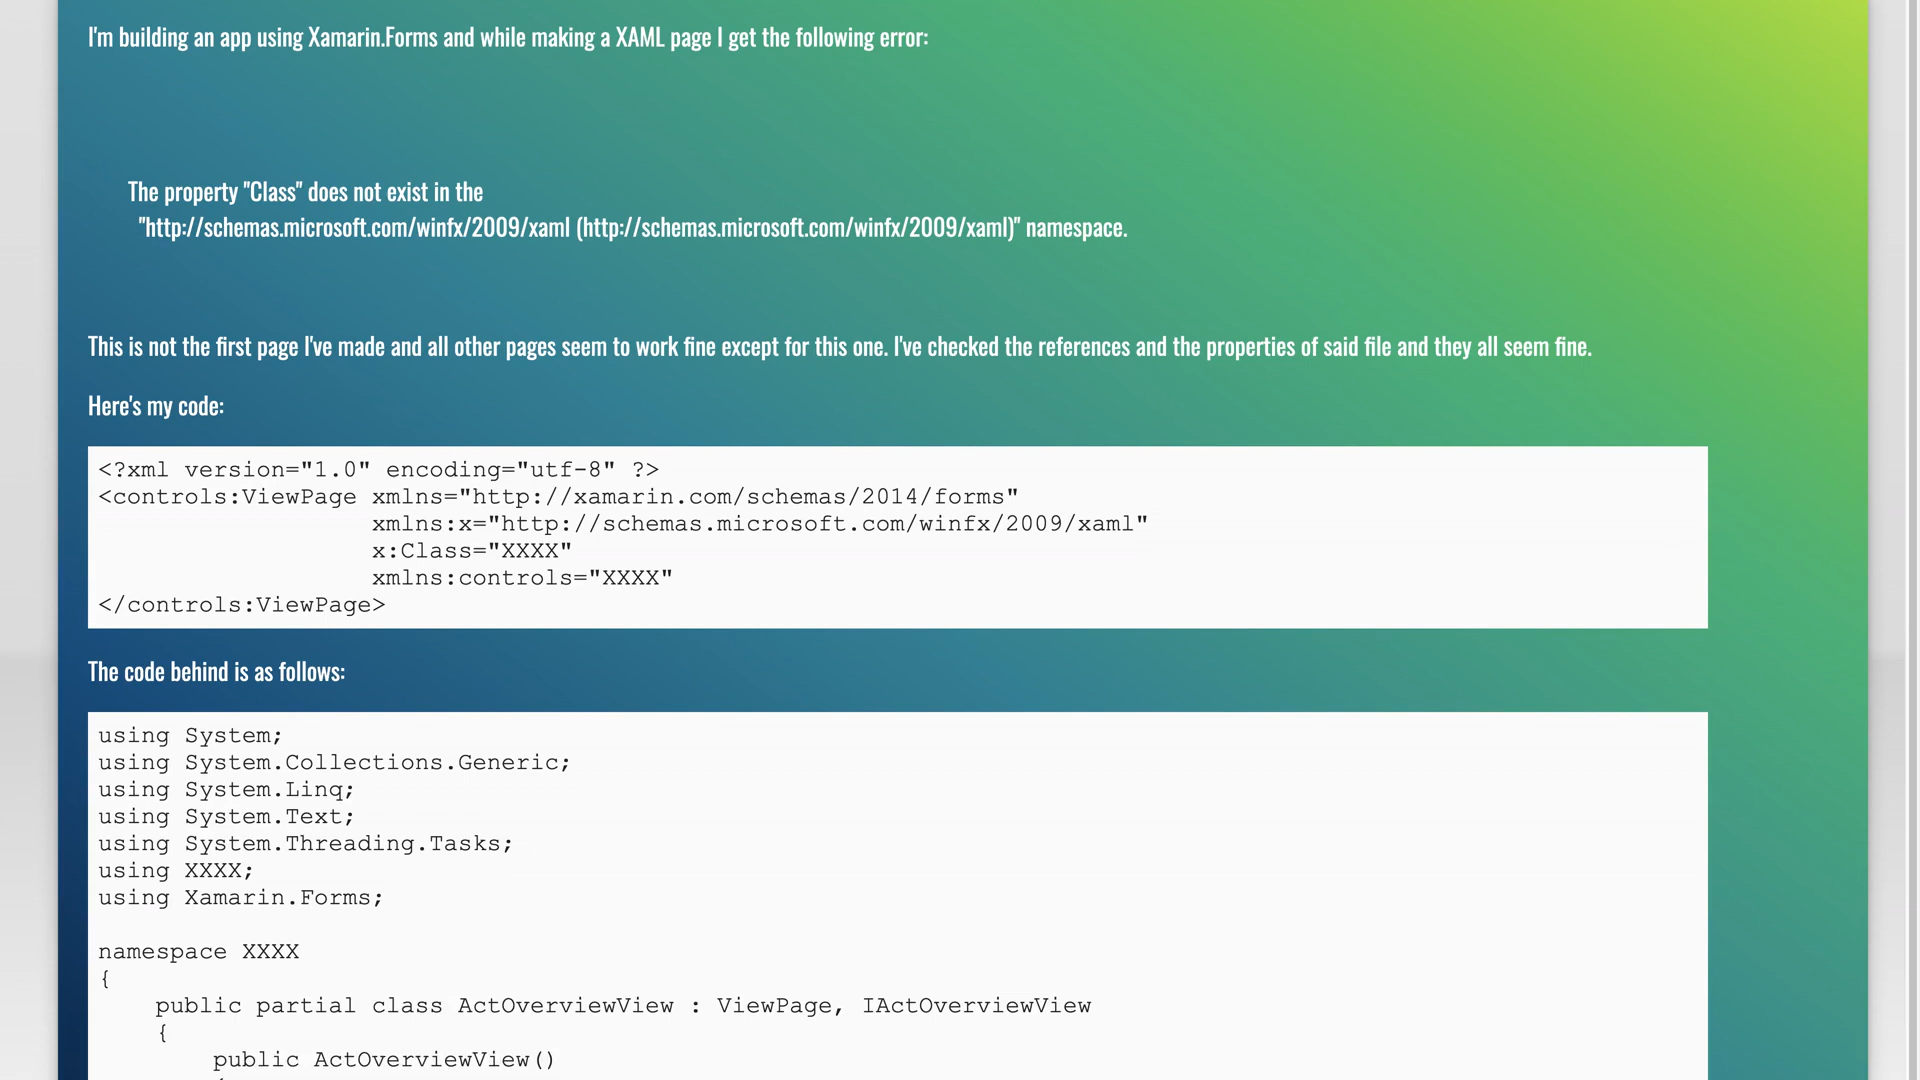 I'm building an app using Xamarin.Forms and while making a XAML page I get the following error:
The property "Class" does not exist in the
"http://schemas.microsoft.com/winfx/2009/xaml (http://schemas.microsoft.com/winfx/2009/xaml)" namespace.
This is not the first page I've made and all other pages seem to work fine except for this one. I've checked the references and the properties of said file and they all seem fine.
Here's my code:
<?xml version="1.0" encoding="utf-8" ?>
<controls:ViewPage xmlns="http://xamarin.com/schemas/2014/forms"
                   xmlns:x="http://schemas.microsoft.com/winfx/2009/xaml"
                   x:Class="XXXX"
                   xmlns:controls="XXXX"
</controls:ViewPage>
The code behind is as follows:
using System;
using System.Collections.Generic;
using System.Linq;
using System.Text;
using System.Threading.Tasks;
using XXXX;
using Xamarin.Forms;
namespace XXXX
{
    public partial class ActOverviewView : ViewPage, IActOverviewView
    {
        public ActOverviewView()